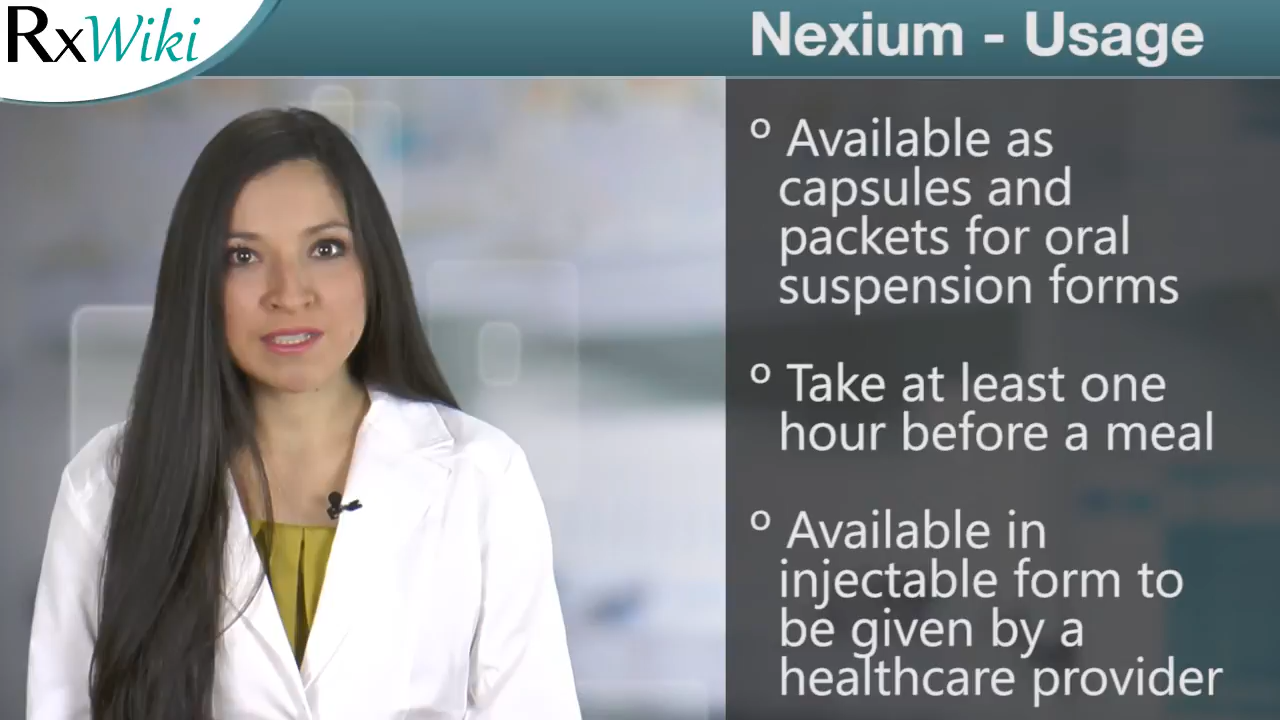 RxWiki
Nexium - Usage
º Available as
capsules and
packets for oral
suspension forms
º Take at least one
hour before a meal
º Available in
injectable form to
be given by a
healthcare provider